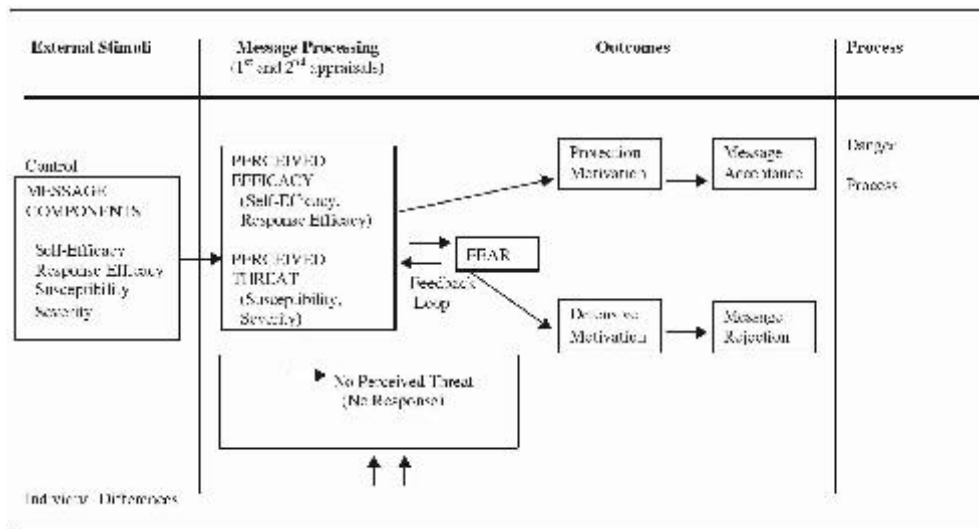 External Stimuli
Message Processing
(1st and 2nd appraisals)
Outcomes
Process
Control
MESSAGE
COMPONENTS
Self-Efficacy
Response Efficacy
Susceptibility
Severity
PERCEIVED
EFFICACY
(Self-Efficacy,
Response Efficacy)
PERCEIVED
THREAT
(Susceptibility,
Severity)
FEAR
Feedback
Loop
Protection
Motivation
Message
Acceptance
Defensive
Motivation
Message
Rejection
Danger
Process
No Perceived Threat
(No Response)
Individual Differences